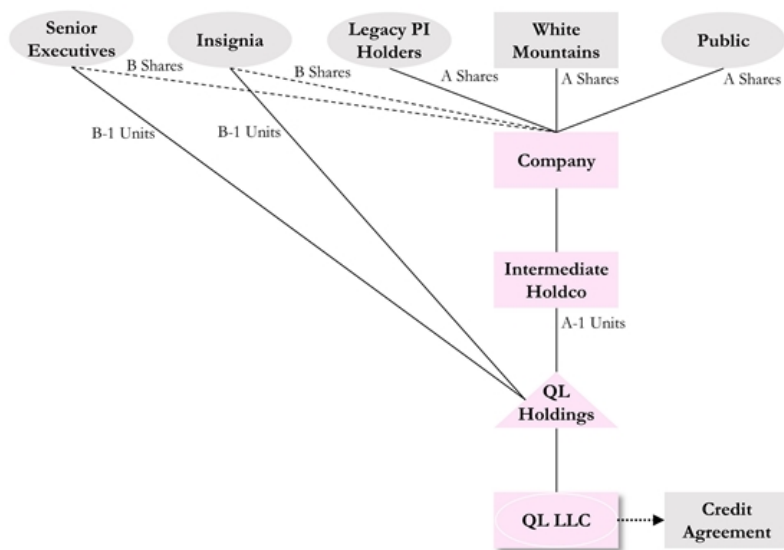 Senior
Executives
Insignia
Legacy PI
Holders
White
Mountains
Public
B Shares
B Shares
A Shares
A Shares
A Shares
B-1 Units
B-1 Units
Company
Intermediate
Holdco
A-1 Units
QL
Holdings
QL LLC
Credit
Agreement